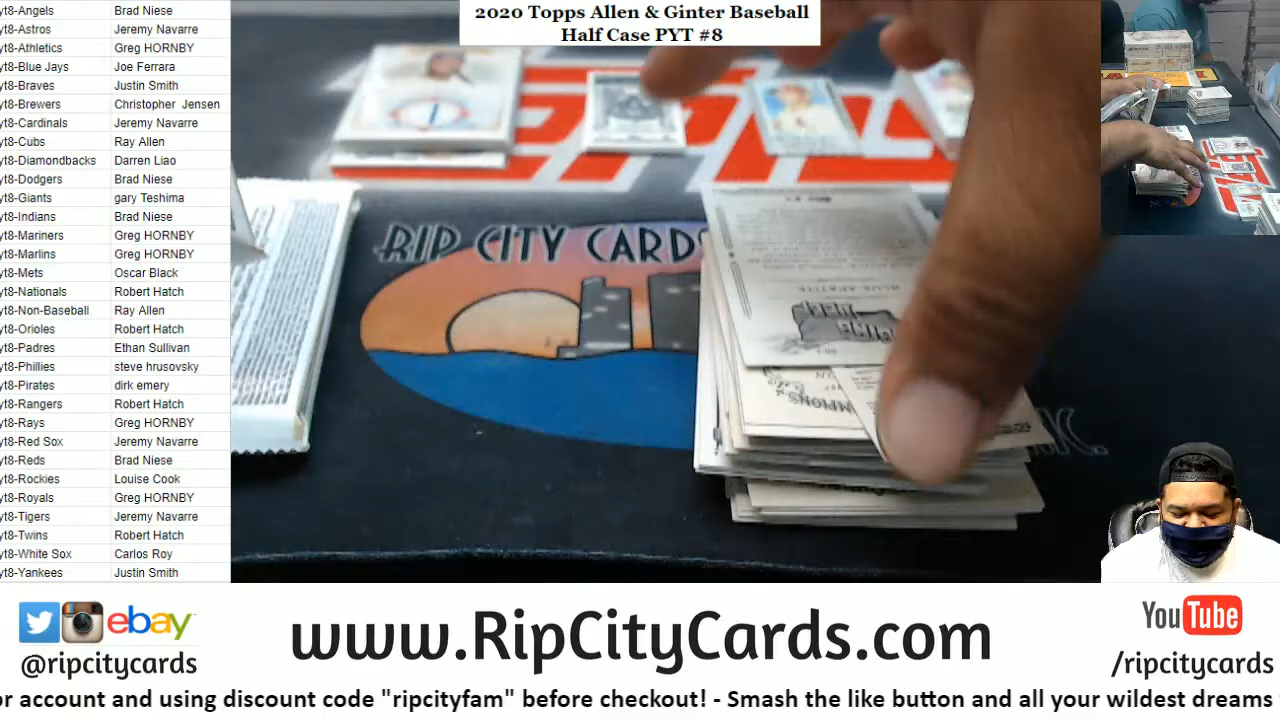 2020 Topps Allen & Ginter Baseball
Half Case PYT #8
yt8-Angels Brad Niese
yt8-Astros Jeremy Navarre
yt8-Athletics Greg HORNBY
yt8-Blue Jays Joe Ferrara
yt8-Braves Justin Smith
yt8-Brewers Christopher Jensen
yt8-Cardinals Jeremy Navarre
yt8-Cubs Ray Allen
yt8-Diamondbacks Darren Liao
yt8-Dodgers Brad Niese
yt8-Giants gary Teshima
yt8-Indians Brad Niese
yt8-Mariners Greg HORNBY
yt8-Marlins Greg HORNBY
yt8-Mets Oscar Black
yt8-Nationals Robert Hatch
yt8-Non-Baseball Ray Allen
yt8-Orioles Robert Hatch
yt8-Padres Ethan Sullivan
yt8-Phillies steve hrusovsky
yt8-Pirates dirk emery
yt8-Rangers Robert Hatch
yt8-Rays Greg HORNBY
yt8-Red Sox Jeremy Navarre
yt8-Reds Brad Niese
yt8-Rockies Louise Cook
yt8-Royals Greg HORNBY
yt8-Tigers Jeremy Navarre
yt8-Twins Robert Hatch
yt8-White Sox Carlos Roy
yt8-Yankees Justin Smith
RIP CITY CARDS
ebay
@ripcitycards
www.RipCityCards.com
YouTube
/ripcitycards
or account and using discount code "ripcityfam" before checkout! - Smash the like button and all your wildest dreams